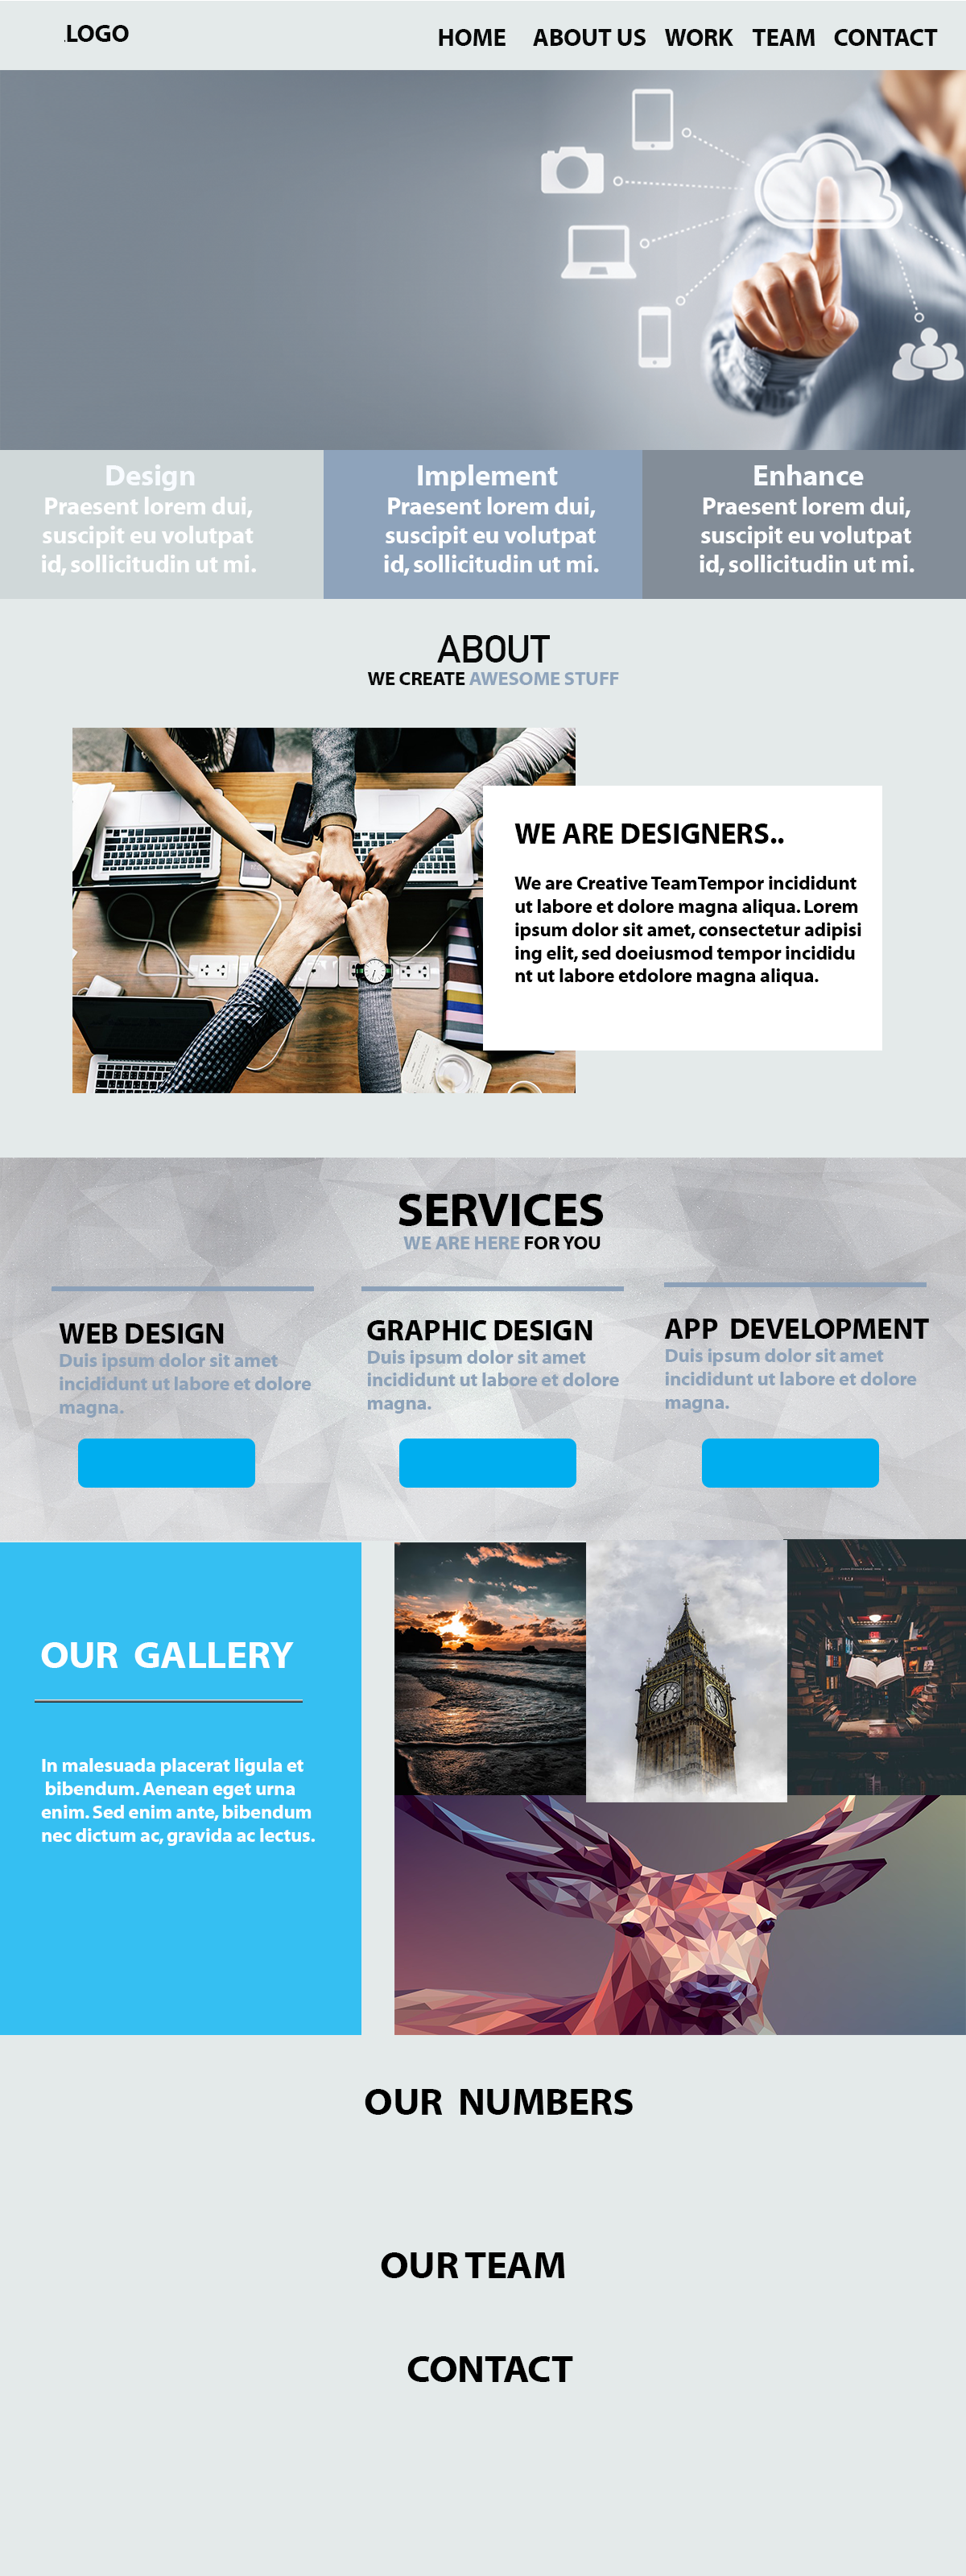 .LOGO
HOME ABOUT US WORK TEAM CONTACT
Design
Praesent lorem dui,
suscipit eu volutpat
id, sollicitudin ut mi.
Implement
Praesent lorem dui,
suscipit eu volutpat
id, sollicitudin ut mi.
Enhance
Praesent lorem dui,
suscipit eu volutpat
id, sollicitudin ut mi.
ABOUT
WE CREATE AWESOME STUFF
WE ARE DESIGNERS..
We are Creative TeamTempor incididunt
ut labore et dolore magna aliqua. Lorem
ipsum dolor sit amet, consectetur adipisi
ing elit, sed doeiusmod tempor incididu
nt ut labore etdolore magna aliqua.
SERVICES
WE ARE HERE FOR YOU
WEB DESIGN
Duis ipsum dolor sit amet
incididunt ut labore et dolore
magna.
GRAPHIC DESIGN
Duis ipsum dolor sit amet
incididunt ut labore et dolore
magna.
APP DEVELOPMENT
Duis ipsum dolor sit amet
incididunt ut labore et dolore
magna.
OUR GALLERY
In malesuada placerat ligula et
bibendum. Aenean eget urna
enim. Sed enim ante, bibendum
nec dictum ac, gravida ac lectus.
OUR NUMBERS
OUR TEAM
CONTACT